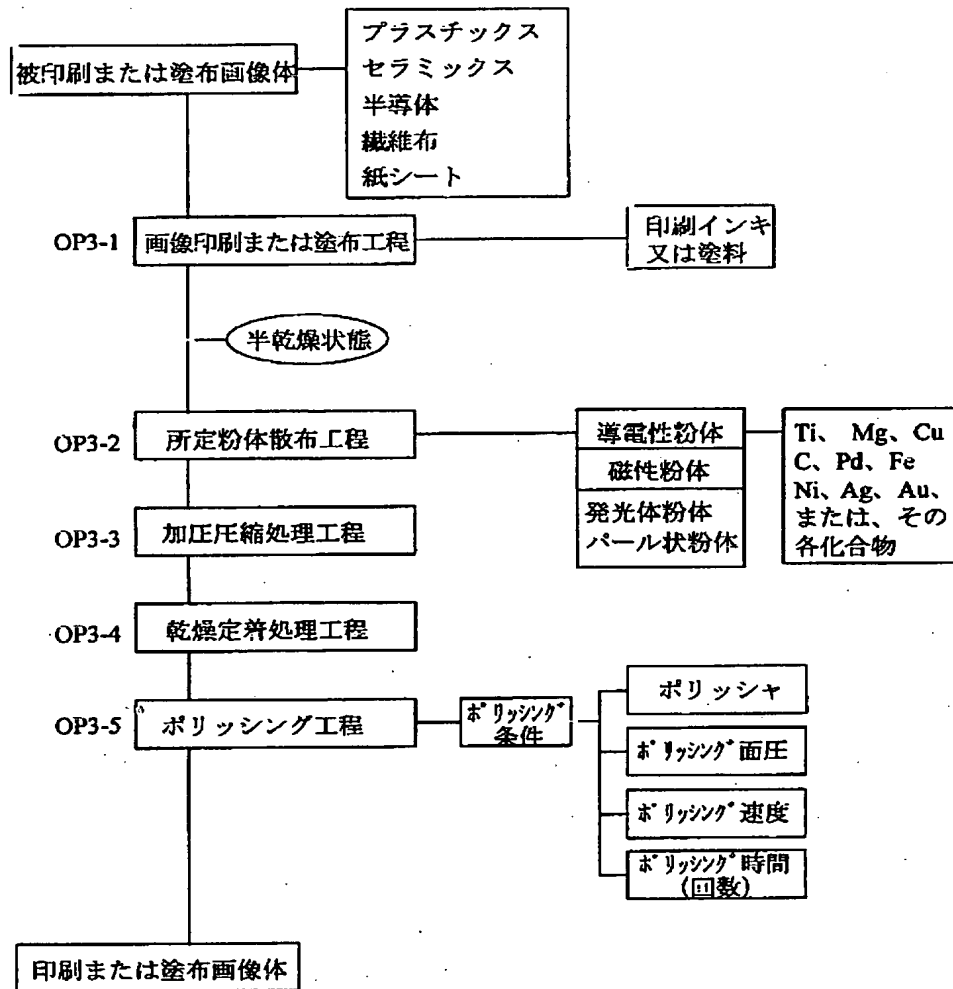 被印刷または塗布画像体
プラスチックス
セラミックス
半導体
繊維布
紙シート
OP3-1
画像印刷または塗布工程
印刷インキ
又は塗料
半乾燥状態
OP3-2
所定粉体散布工程
導電性粉体
磁性粉体
発光体粉体
パール状粉体
Ti、 Mg、Cu
C、Pd、Fe
Ni、Ag、Au、
または、その
各化合物
OP3-3
加圧圧縮処理工程
OP3-4
乾燥定着処理工程
OP3-5
ポリッシング工程
ﾎﾟﾘｯｼﾝｸﾞ
条件
ポリッシャ
ﾎﾟﾘｯｼﾝｸﾞ面圧
ﾎﾟﾘｯｼﾝｸﾞ速度
ﾎﾟﾘｯｼﾝｸﾞ時間
(回数)
印刷または塗布画像体